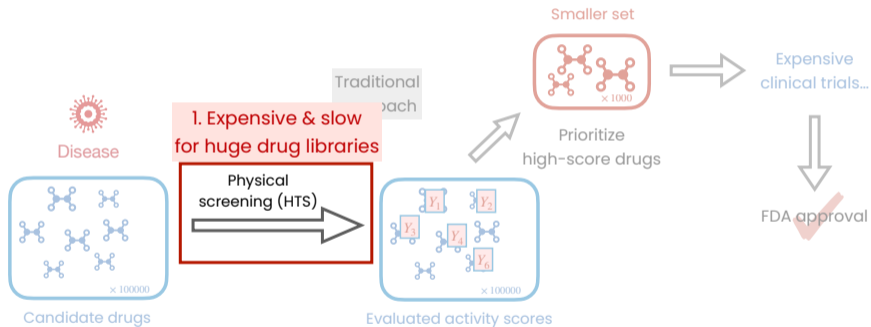 Smaller set
× 1000
Expensive
clinical trials...
Traditional
oach
1. Expensive & slow
for huge drug libraries
Disease
Prioritize
high-score drugs
Physical
screening (HTS)
Y1
Y2
Y3
Y4
Y6
FDA approval
× 100000
× 100000
Candidate drugs
Evaluated activity scores